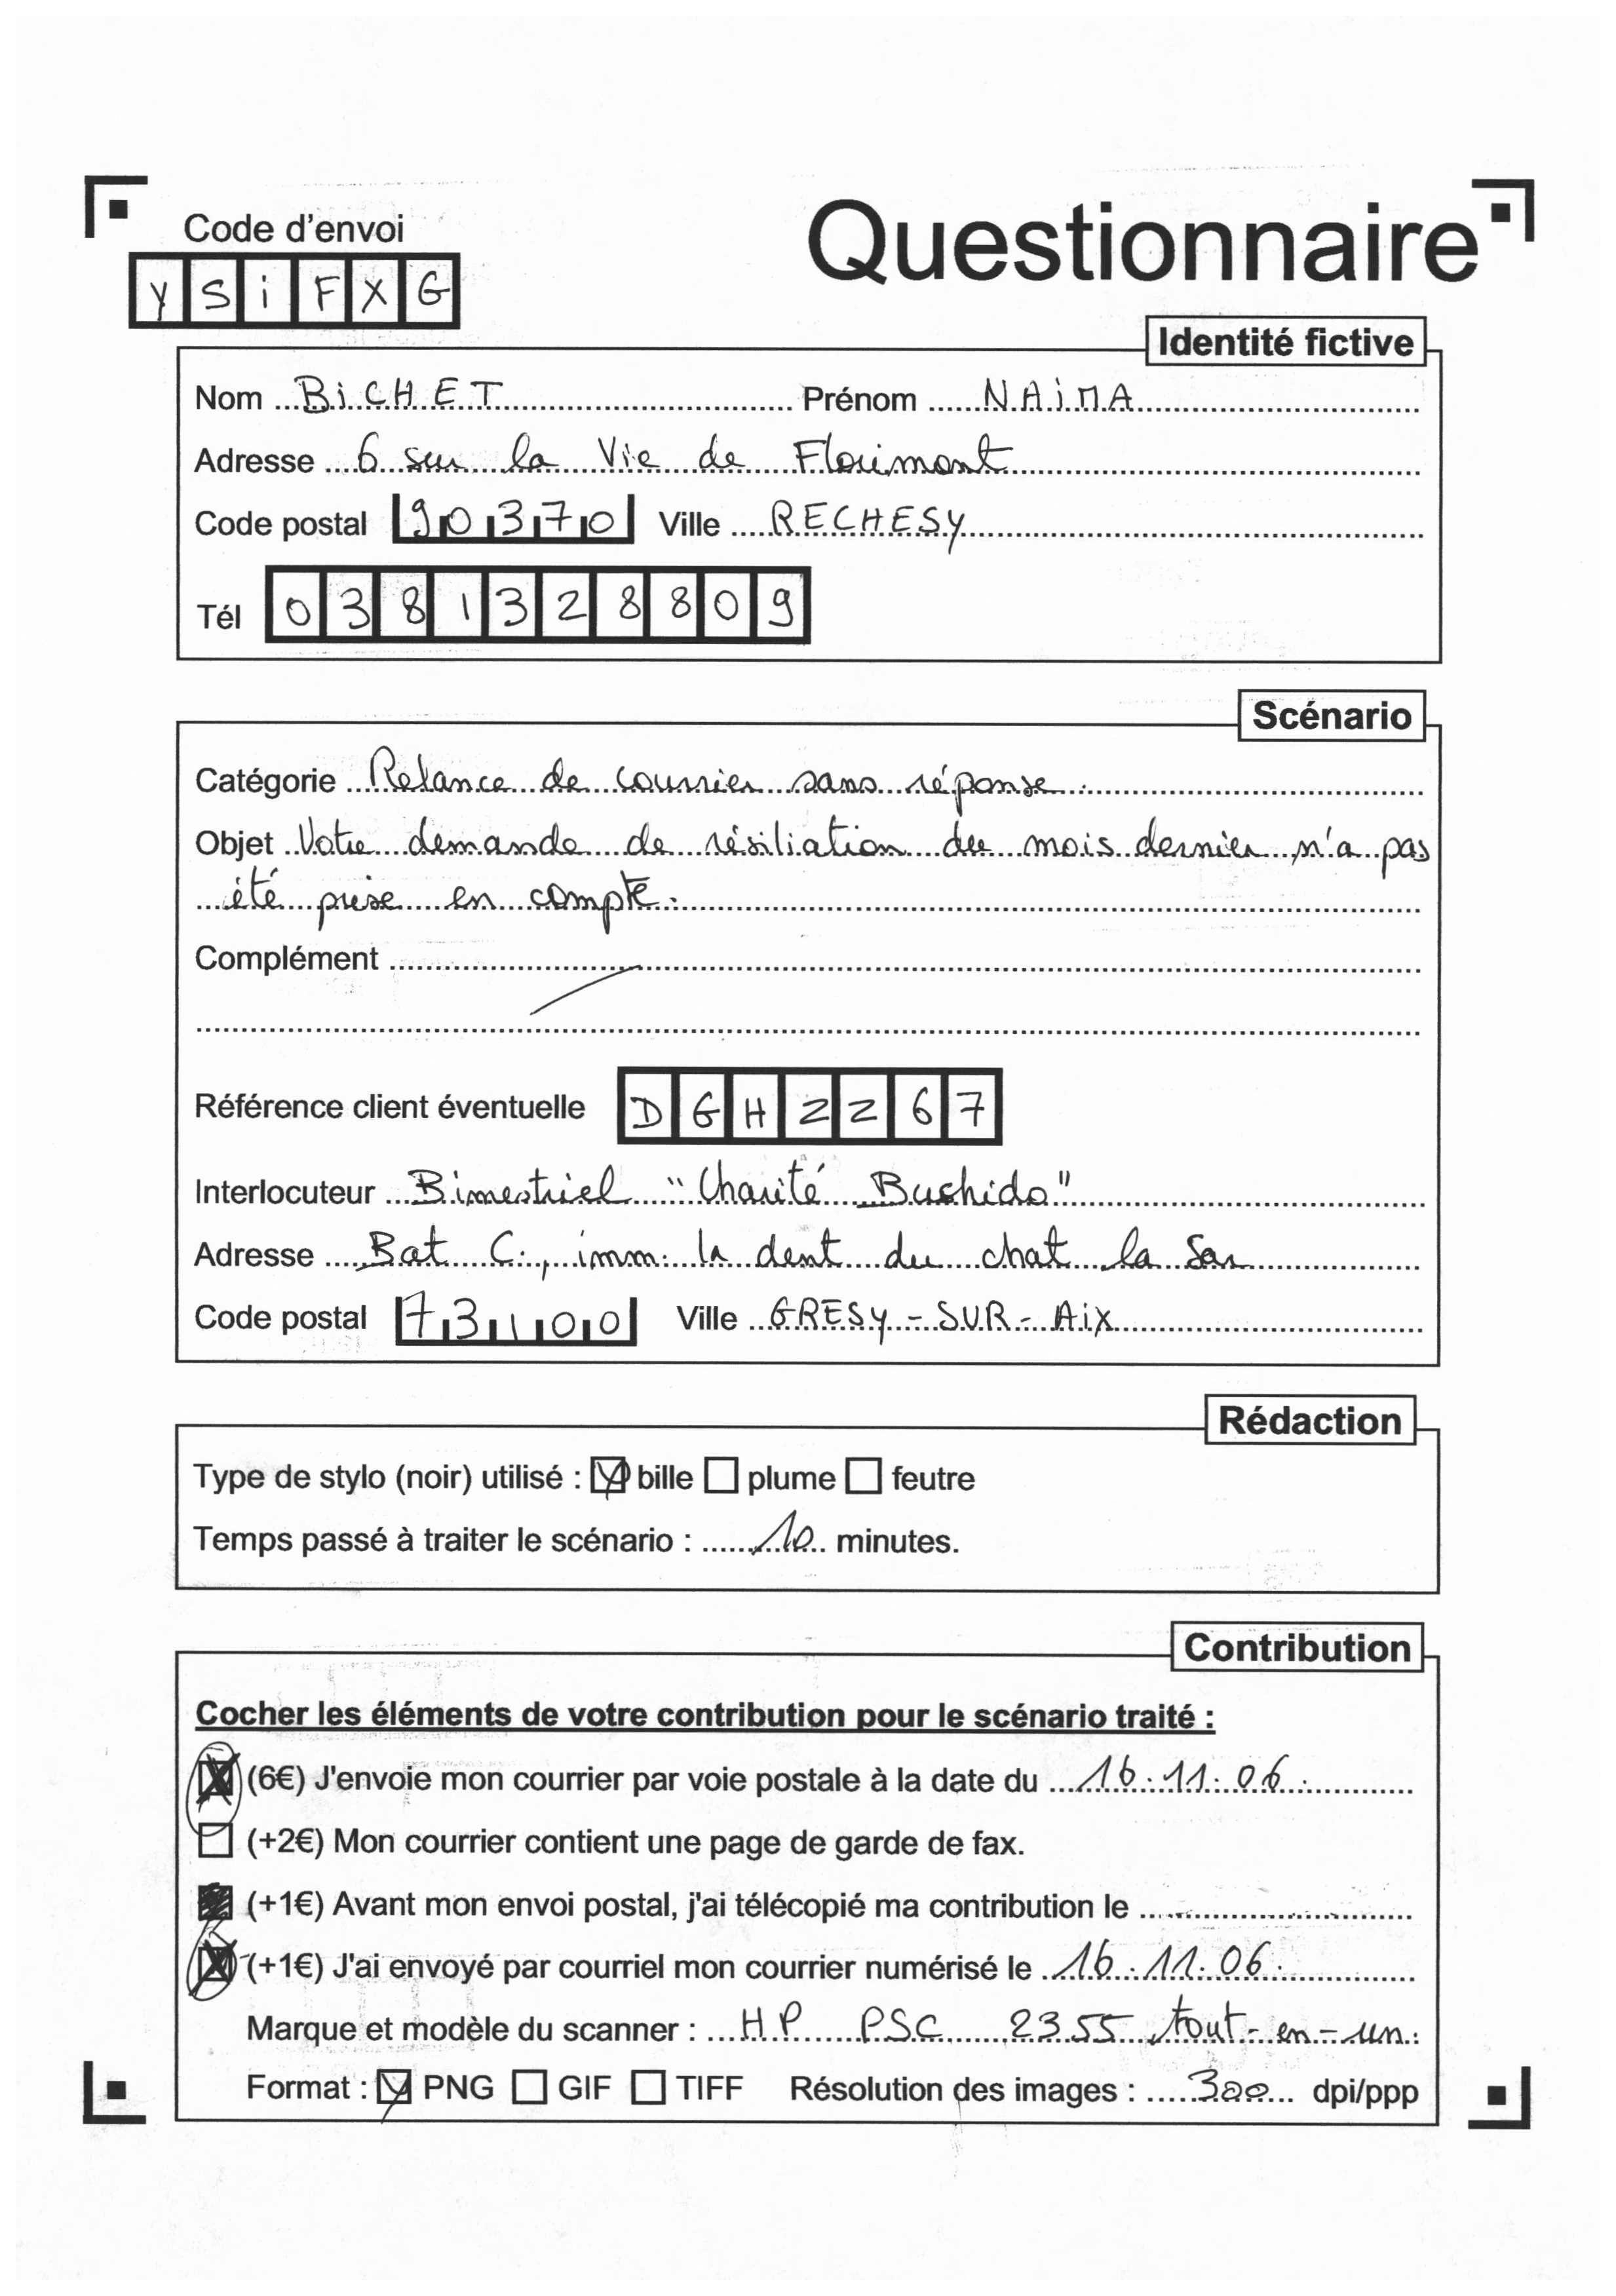 Code d'envoi
Questionnaire
Y S i F X G
Identité fictive
Nom BiCHET Prénom NAiMA
Adresse 6 sur la Vie de Florimont
Code postal 90370 Ville RECHESY
Tél 0381328809
Scénario
Catégorie Relance de courrier sans réponse.
Objet Votre demande de résiliation du mois dernier n'a pas
été prise en compte.
Complément
Référence client éventuelle DGHZZ67
Interlocuteur Bimestriel "Charité Bushido"
Adresse Bat C., imm. la dent du chat la Sar
Code postal 73100 Ville GRESY-SUR-AiX
Rédaction
Type de stylo (noir) utilisé : bille plume feutre
Temps passé à traiter le scénario : 10 minutes.
Contribution
Cocher les éléments de votre contribution pour le scénario traité :
(6€) J'envoie mon courrier par voie postale à la date du 16.11.06.
(+2€) Mon courrier contient une page de garde de fax.
(+1€) Avant mon envoi postal, j'ai télécopié ma contribution le
(+1€) J'ai envoyé par courriel mon courrier numérisé le 16.11.06.
Marque et modèle du scanner : HP PSC 2355 tout-en-un.
Format : PNG GIF TIFF Résolution des images : 300 dpi/ppp